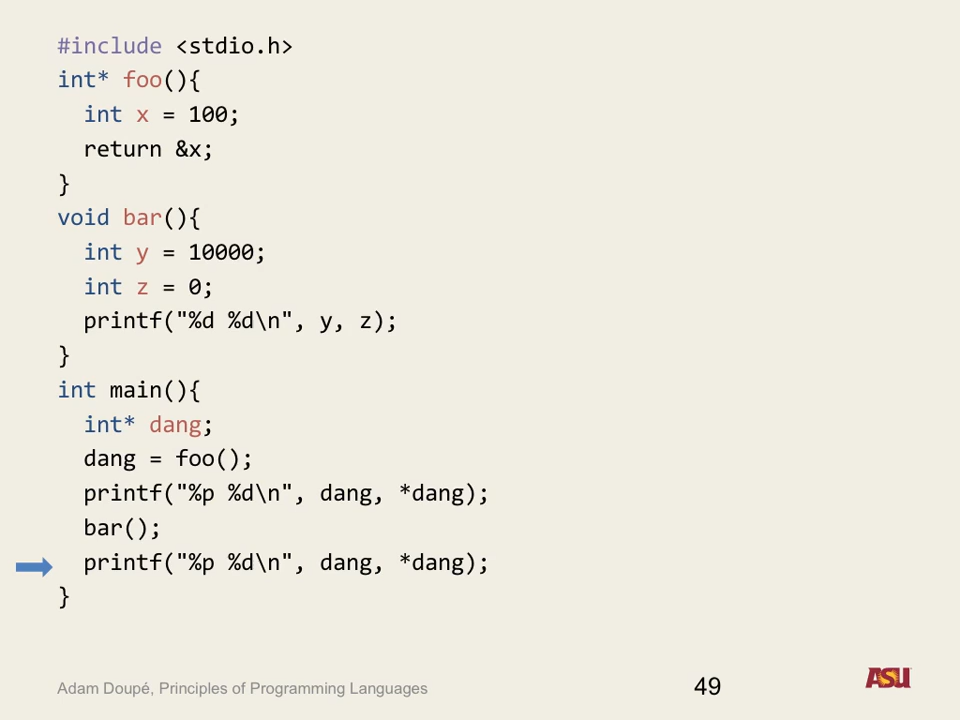 #include <stdio.h>
int* foo(){
  int x = 100;
  return &x;
}
void bar(){
  int y = 10000;
  int z = 0;
  printf("%d %d\n", y, z);
}
int main(){
  int* dang;
  dang = foo();
  printf("%p %d\n", dang, *dang);
  bar();
  printf("%p %d\n", dang, *dang);
}
Adam Doupé, Principles of Programming Languages
49
ASU